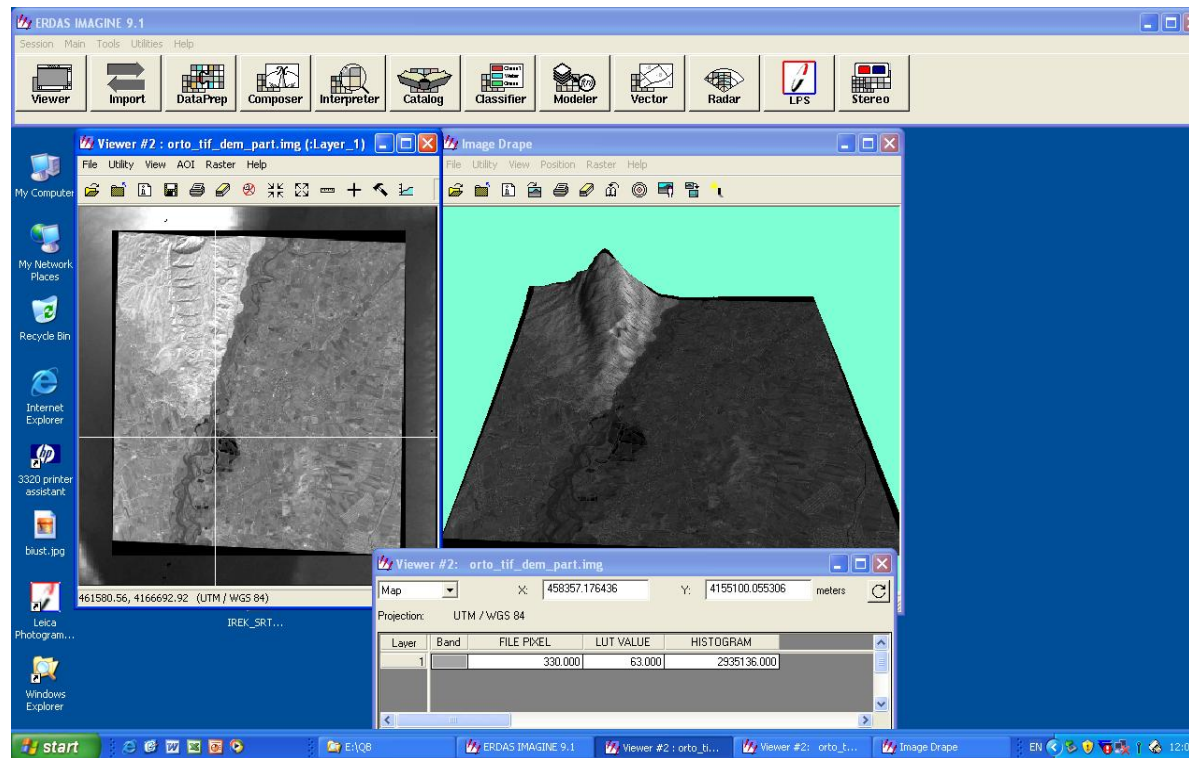 ERDAS IMAGINE 9.1
Session Main Tools Utilities Help
Viewer Import DataPrep Composer Interpreter Catalog Classifier Modeler Vector Radar LPS Stereo
Viewer #2 : orto_tif_dem_part.img (:Layer_1)
File Utility View AOI Raster Help
461580.56, 4166692.92 (UTM / WGS 84)
Image Drape
File Utility View Position Raster Help
My Computer
My Network
Places
Recycle Bin
Internet
Explorer
3320 printer
assistant
biust.jpg
Leica
Photogram...
IREK_SRT...
Windows
Explorer
Viewer #2: orto_tif_dem_part.img
Map X: 458357.176436 Y: 4155100.055306 meters
Projection: UTM / WGS 84
Layer Band FILE PIXEL LUT VALUE HISTOGRAM
1 330.000 63.000 2935136.000
start E:\QB ERDAS IMAGINE 9.1 Viewer #2 : orto_ti... Viewer #2: orto_t... Image Drape EN